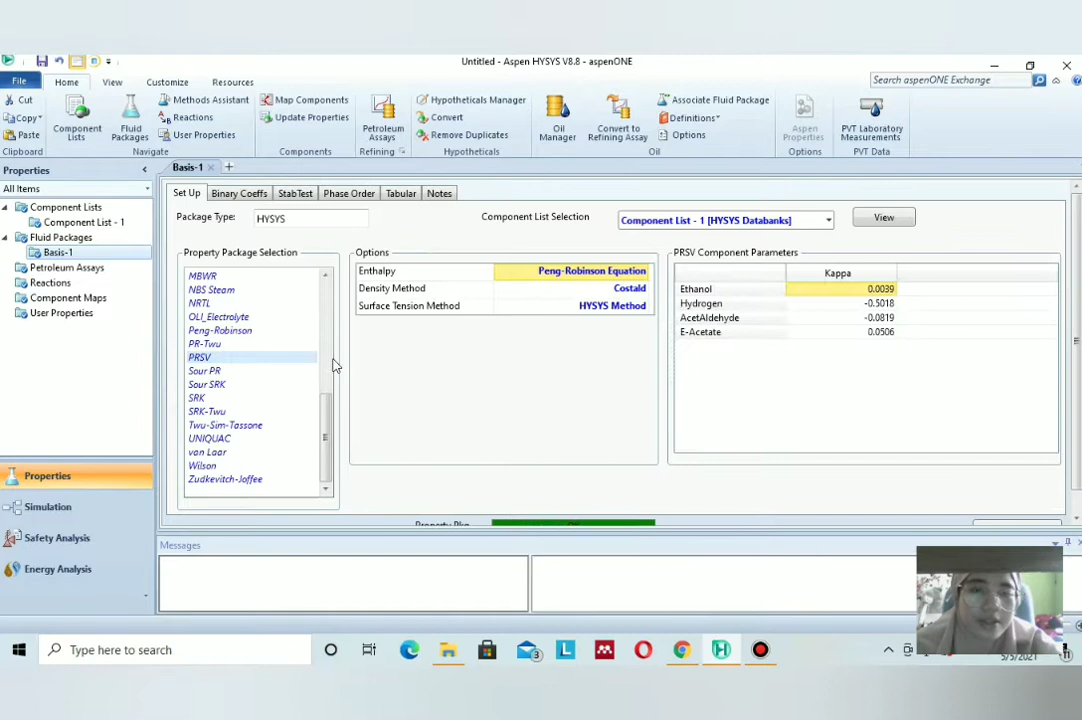 Untitled - Aspen HYSYS V8.8 - aspenONE
File Home View Customize Resources
Search aspenONE Exchange
Cut
Copy
Paste
Clipboard
Component Lists
Fluid Packages
Methods Assistant
Reactions
User Properties
Navigate
Map Components
Update Properties
Components
Petroleum Assays
Refining
Hypotheticals Manager
Convert
Remove Duplicates
Hypotheticals
Oil Manager
Convert to Refining Assay
Associate Fluid Package
Definitions
Options
Oil
Aspen Properties
Options
PVT Laboratory Measurements
PVT Data
Properties
All Items
Component Lists
Component List - 1
Fluid Packages
Basis-1
Petroleum Assays
Reactions
Component Maps
User Properties
Properties
Simulation
Safety Analysis
Energy Analysis
Basis-1
Set Up Binary Coeffs StabTest Phase Order Tabular Notes
Package Type: HYSYS
Component List Selection Component List - 1 [HYSYS Databanks] View
Property Package Selection
MBWR
NBS Steam
NRTL
OLI_Electrolyte
Peng-Robinson
PR-Twu
PRSV
Sour PR
Sour SRK
SRK
SRK-Twu
Twu-Sim-Tassone
UNIQUAC
van Laar
Wilson
Zudkevitch-Joffee
Options
Enthalpy Peng-Robinson Equation
Density Method Costald
Surface Tension Method HYSYS Method
PRSV Component Parameters
Kappa
Ethanol 0.0039
Hydrogen -0.5018
AcetAldehyde -0.0819
E-Acetate 0.0506
Property Pkg
Messages
Type here to search
3
5/5/2021
11